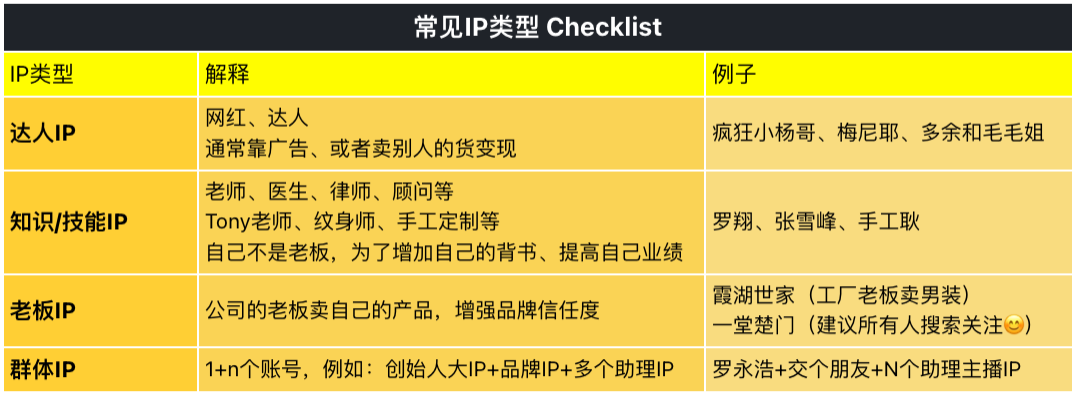 常见IP类型 Checklist
IP类型 解释 例子
达人IP
网红、达人
通常靠广告、或者卖别人的货变现
疯狂小杨哥、梅尼耶、多余和毛毛姐
知识/技能IP
老师、医生、律师、顾问等
Tony老师、纹身师、手工定制等
自己不是老板，为了增加自己的背书、提高自己业绩
罗翔、张雪峰、手工耿
老板IP
公司的老板卖自己的产品，增强品牌信任度
霞湖世家（工厂老板卖男装）
一堂楚门（建议所有人搜索关注😊）
群体IP
1+n个账号，例如：创始人大IP+品牌IP+多个助理IP
罗永浩+交个朋友+N个助理主播IP